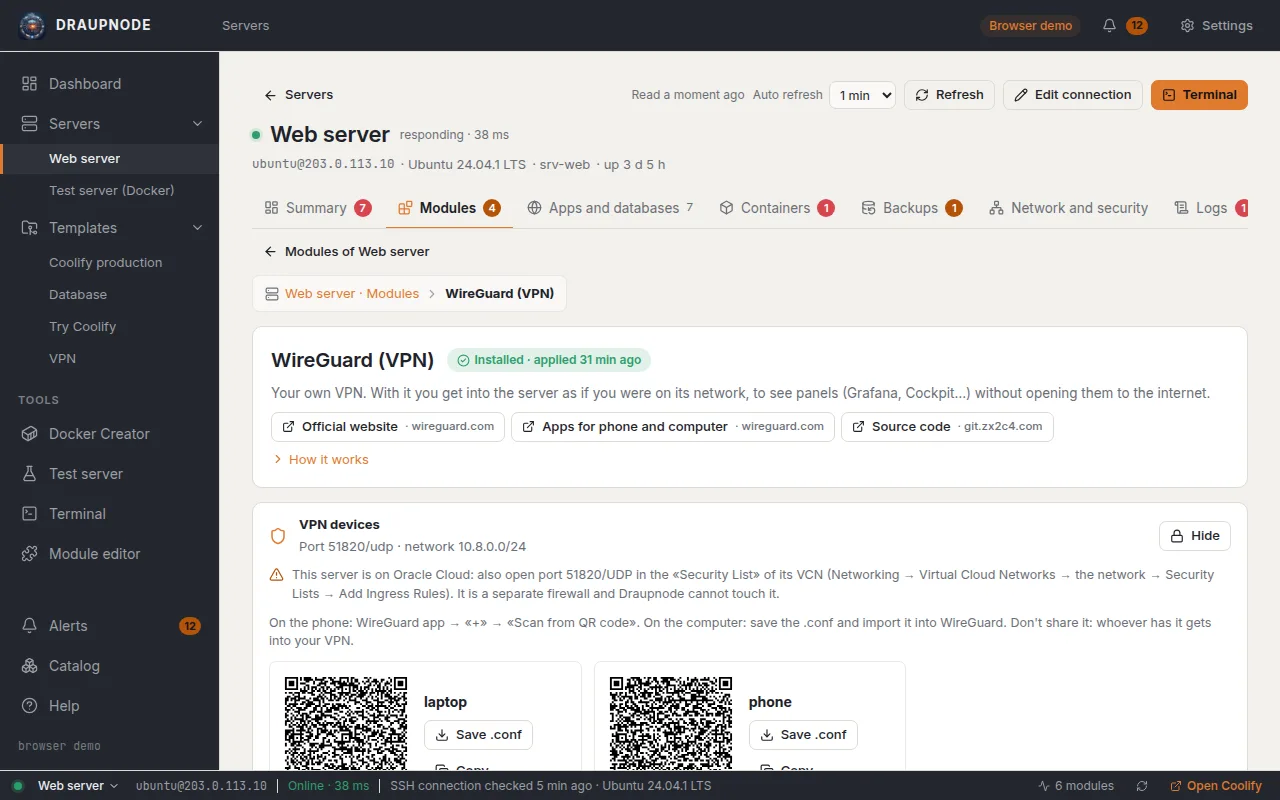 DRAUPNODE
Servers
Browser demo
12
Settings
Dashboard
Servers
Web server
Test server (Docker)
Templates
Coolify production
Database
Try Coolify
VPN
TOOLS
Docker Creator
Test server
Terminal
Module editor
Alerts
12
Catalog
Help
browser demo
Servers
Read a moment ago
Auto refresh
1 min
Refresh
Edit connection
Terminal
Web server
responding · 38 ms
ubuntu@203.0.113.10 · Ubuntu 24.04.1 LTS · srv-web · up 3 d 5 h
Summary 7
Modules 4
Apps and databases 7
Containers 1
Backups 1
Network and security
Logs 1
Modules of Web server
Web server · Modules
WireGuard (VPN)
WireGuard (VPN)
Installed · applied 31 min ago
Your own VPN. With it you get into the server as if you were on its network, to see panels (Grafana, Cockpit...) without opening them to the internet.
Official website · wireguard.com
Apps for phone and computer · wireguard.com
Source code · git.zx2c4.com
How it works
VPN devices
Port 51820/udp · network 10.8.0.0/24
Hide
This server is on Oracle Cloud: also open port 51820/UDP in the «Security List» of its VCN (Networking → Virtual Cloud Networks → the network → Security
Lists → Add Ingress Rules). It is a separate firewall and Draupnode cannot touch it.
On the phone: WireGuard app → «+» → «Scan from QR code». On the computer: save the .conf and import it into WireGuard. Don't share it: whoever has it gets
into your VPN.
laptop
Save .conf
Copy
phone
Save .conf
Copy
Web server
ubuntu@203.0.113.10
Online · 38 ms
SSH connection checked 5 min ago · Ubuntu 24.04.1 LTS
6 modules
Open Coolify